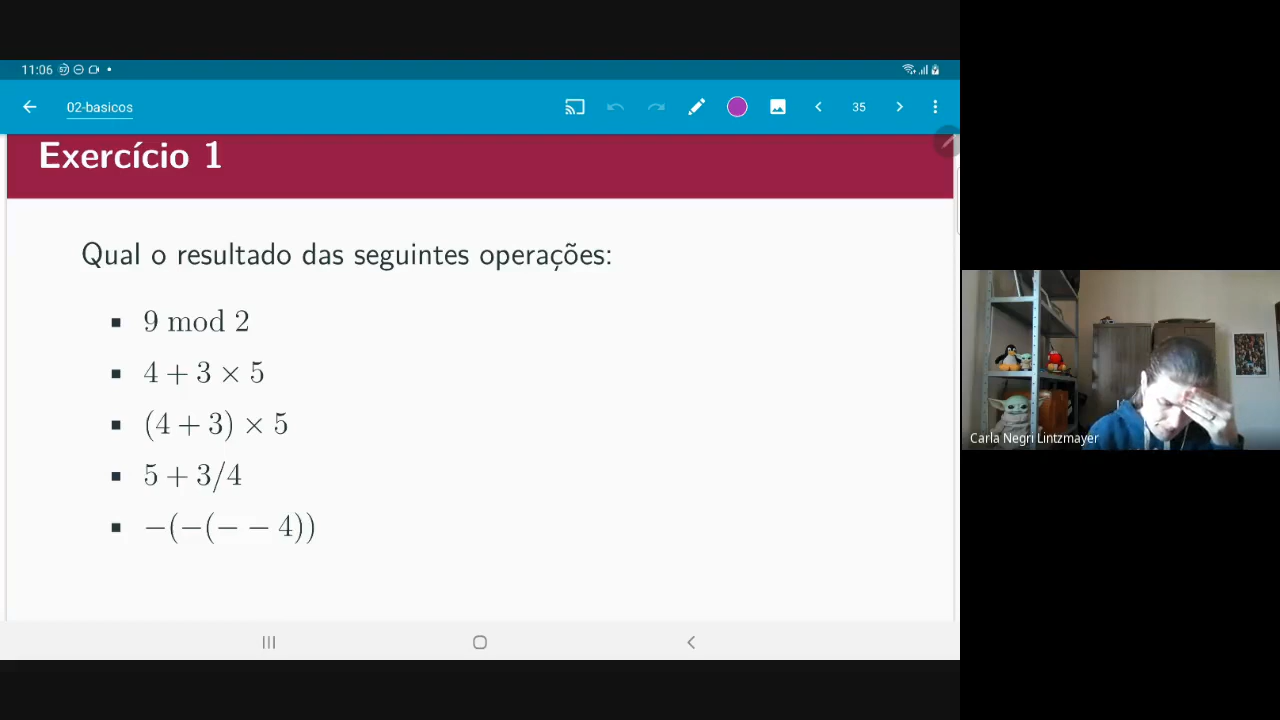 11:06
02-basicos
35
Exercício 1
Qual o resultado das seguintes operações:
▪ 9 mod 2
▪ 4 + 3 × 5
▪ (4 + 3) × 5
▪ 5 + 3/4
▪ −(−(− − 4))
Carla Negri Lintzmayer